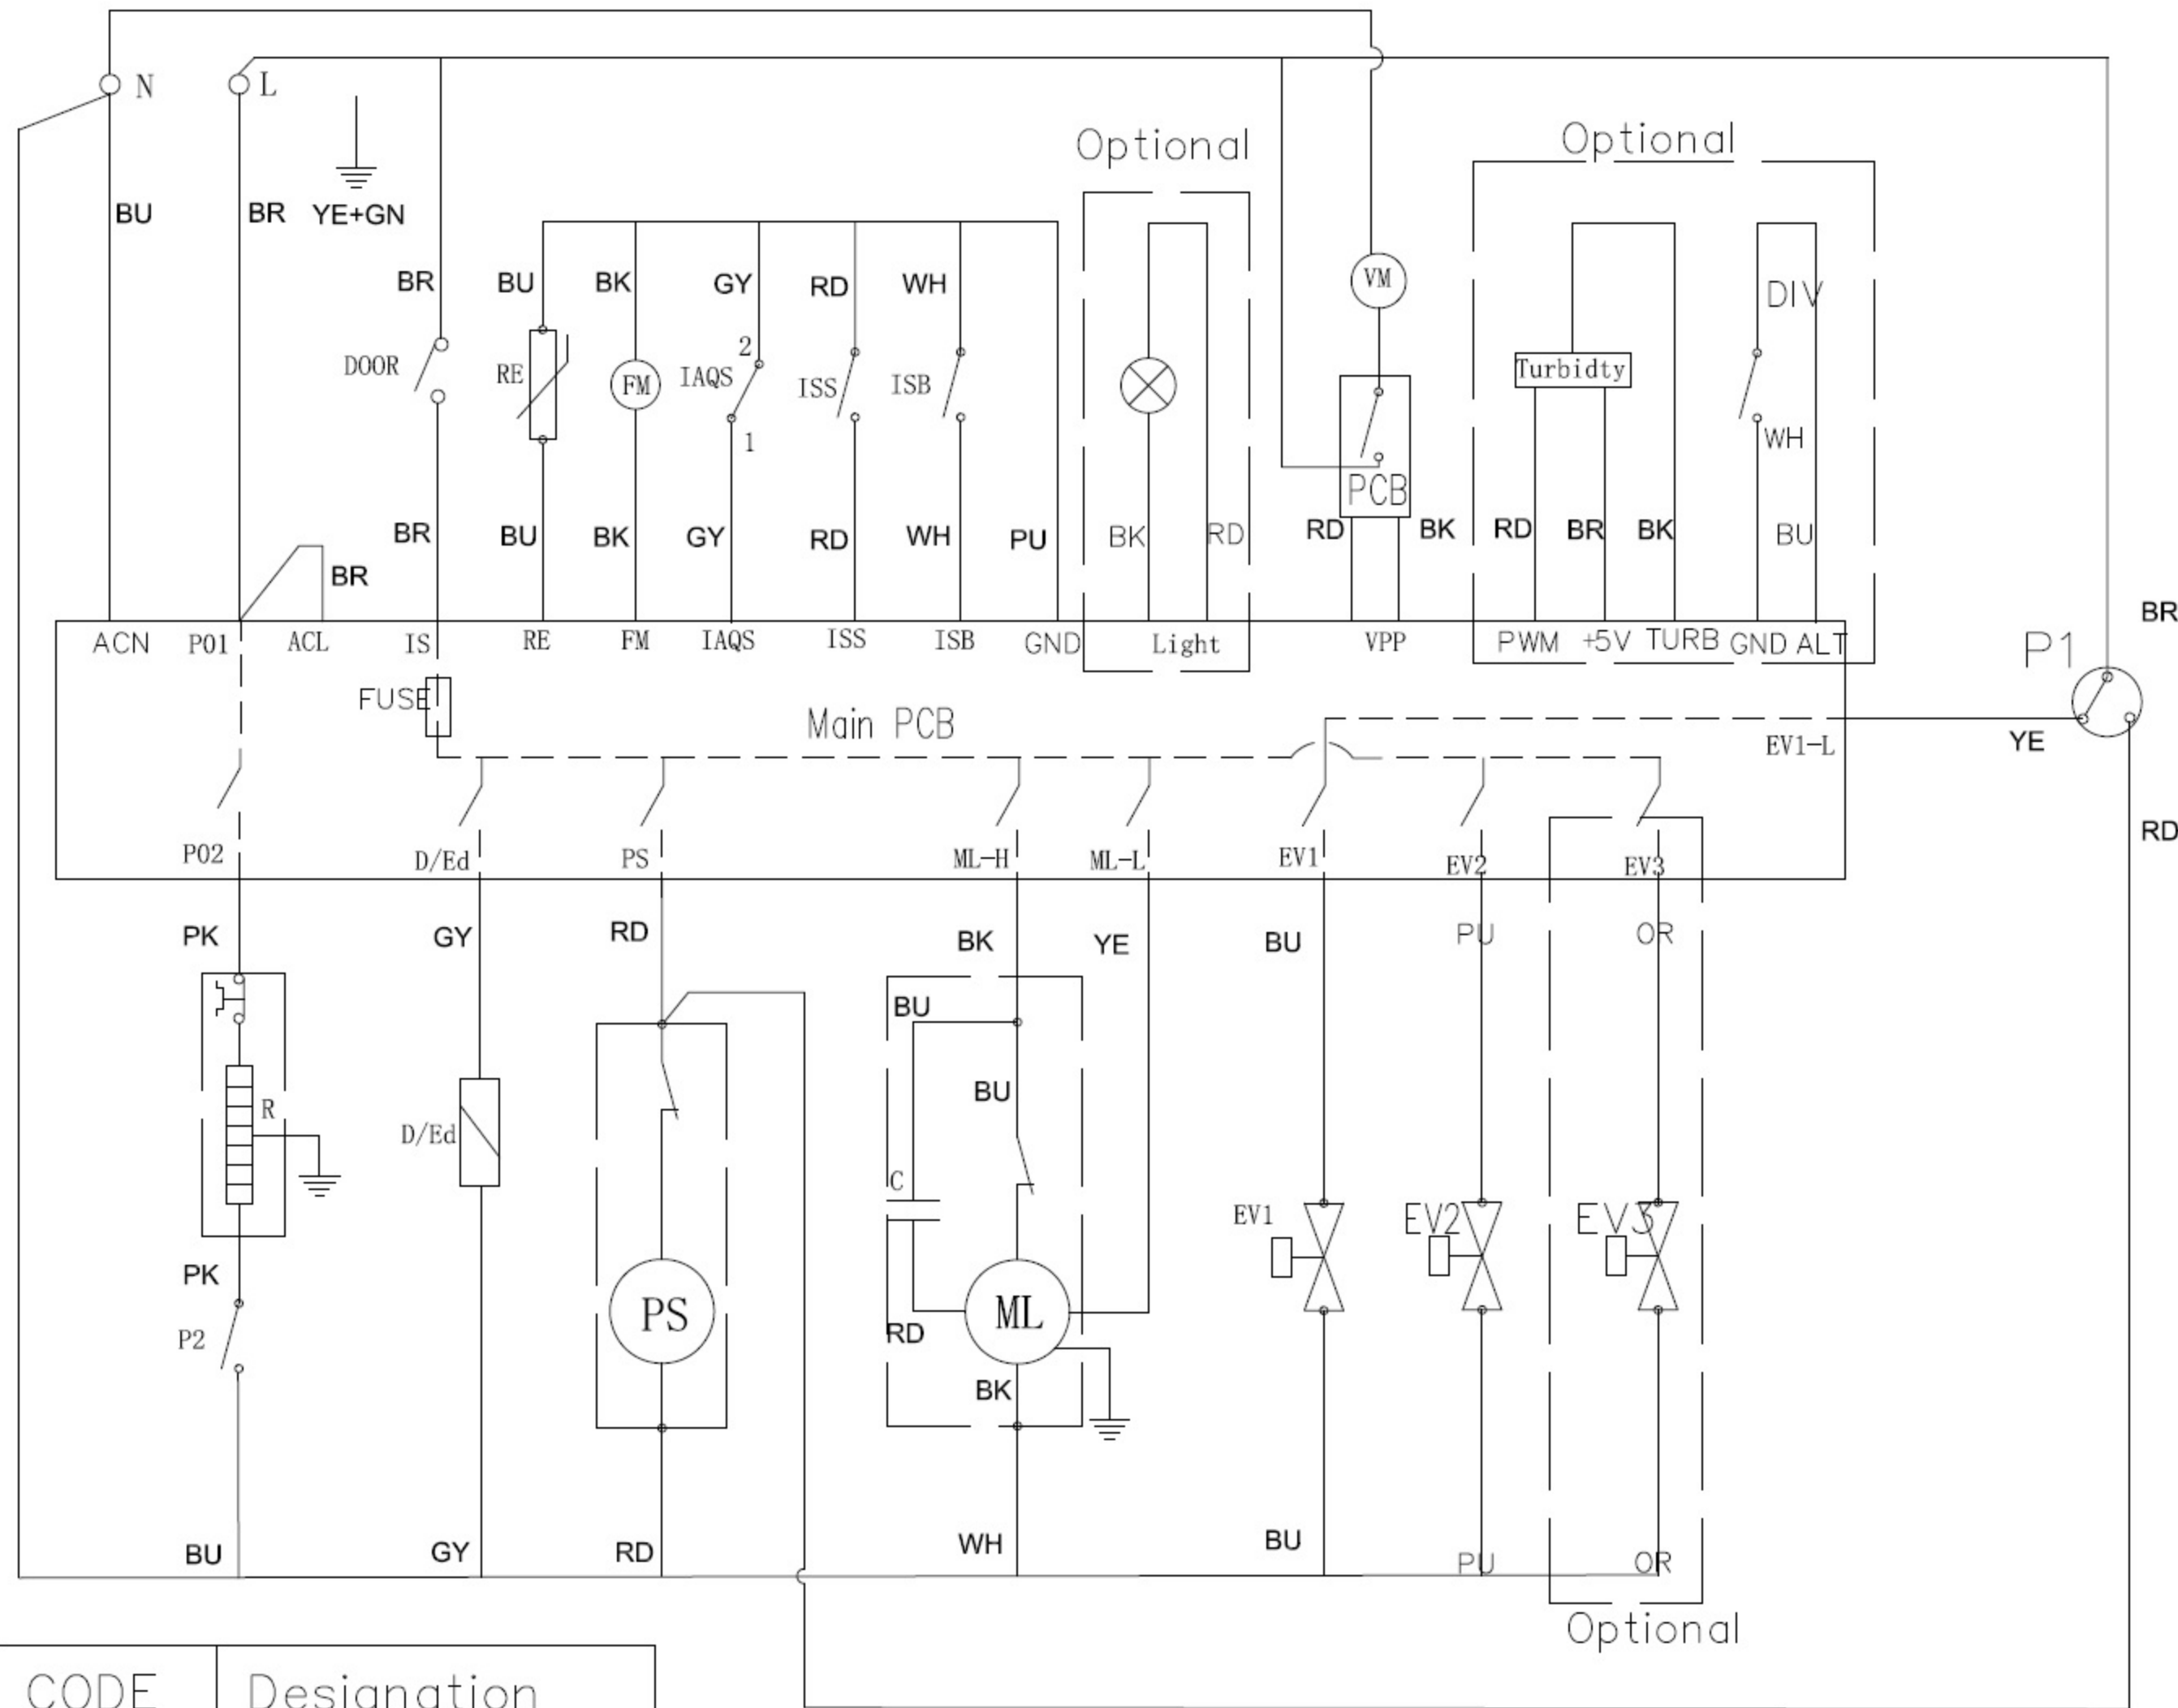 N
L
Optional
Optional
BU
BR
YE+GN
BR
BU
BK
GY
RD
WH
VM
DIV
DOOR
RE
FM
IAQS
2
1
ISS
ISB
Turbidty
WH
PCB
BR
BR
BU
BK
GY
RD
WH
PU
BK
RD
RD
BK
RD
BR
BK
BU
BR
ACN
P01
ACL
IS
RE
FM
IAQS
ISS
ISB
GND
Light
VPP
PWM
+5V
TURB
GND
ALT
P1
FUSE
Main PCB
EV1-L
YE
RD
P02
D/Ed
PS
ML-H
ML-L
EV1
EV2
EV3
PK
GY
RD
BK
YE
BU
PU
OR
BU
BU
R
D/Ed
C
EV1
EV2
EV3
PK
PS
ML
P2
RD
BK
BU
GY
RD
WH
BU
PU
OR
Optional
CODE
Designation